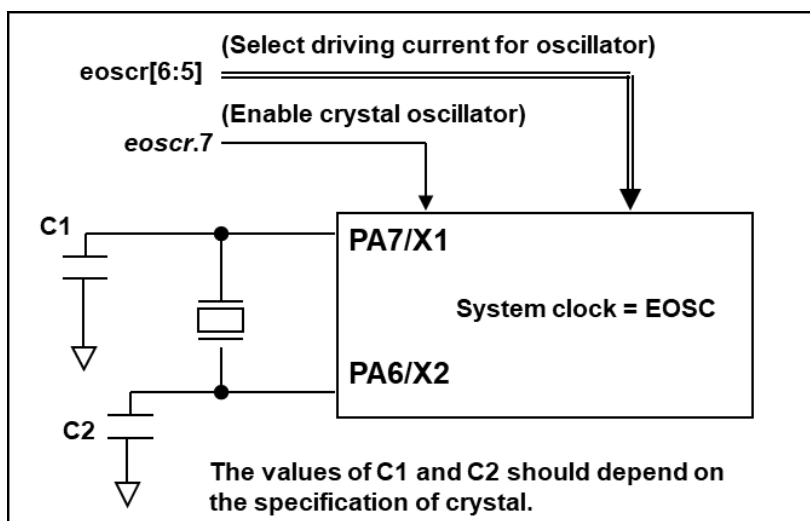 (Select driving current for oscillator)
eoscr[6:5]
(Enable crystal oscillator)
eoscr.7
C1
PA7/X1
System clock = EOSC
PA6/X2
C2
The values of C1 and C2 should depend on
the specification of crystal.